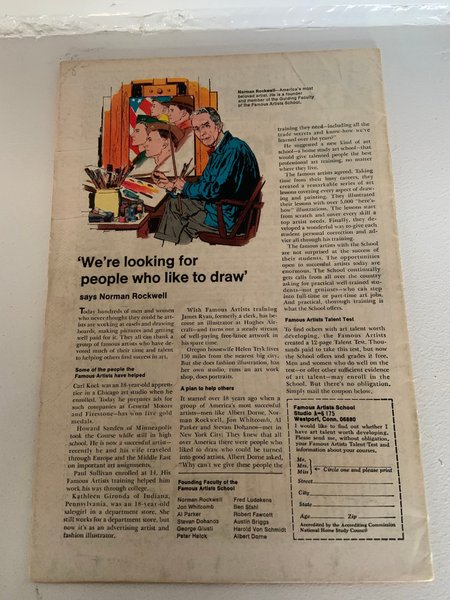 Norman Rockwell—America's most
beloved artist. He is a founder
and member of the Guiding Faculty
of the Famous Artists School.
'We're looking for
people who like to draw'
says Norman Rockwell
Today hundreds of men and women
who never thought they could be art-
ists are working at easels and drawing
boards, making pictures and getting
well paid for it. They all can thank a
group of famous artists who have de-
voted much of their time and talent
to helping others find success in art.
Some of the people the
Famous Artists have helped
Carl Kock was an 18-year-old appren-
tice in a Chicago art studio when he
enrolled. Today he prepares ads for
such companies as General Motors
and Firestone—has won five gold
medals.
Howard Sanden of Minneapolis
took the Course while still in high
school. He is now a successful artist—
recently he and his wife traveled
through Europe and the Middle East
on important art assignments.
Paul Sullivan enrolled at 14. His
Famous Artists training helped him
work his way through college.
Kathleen Gironda of Indiana,
Pennsylvania, was an 18-year-old
salesgirl in a department store. She
still works for a department store, but
now it's as an advertising artist and
fashion illustrator.
With Famous Artists training
James Ryan, formerly a clerk, has be-
come an illustrator at Hughes Air-
craft—and turns out a steady stream
of well-paying free-lance artwork in
his spare time.
Oregon housewife Helen Tryk lives
150 miles from the nearest big city.
But she does fashion illustration, has
her own studio, runs an art work
shop, does portraits.
A plan to help others
It started over 18 years ago when a
group of America's most successful
artists—men like Albert Dorne, Nor-
man Rockwell, Jon Whitcomb, Al
Parker and Stevan Dohanos—met in
New York City. They knew that all
over America there were people who
liked to draw who could be turned
into good artists. Albert Dorne asked,
"Why can't we give these people the
training they need—including all the
trade secrets and know-how we've
learned over the years?"
He suggested a new kind of art
school—a home study art school—that
would give talented people the best
professional art training, no matter
where they live.
The famous artists agreed. Taking
time from their busy careers, they
created a remarkable series of art
lessons covering every aspect of draw-
ing and painting. They illustrated
their lessons with over 5,000 "here's-
how" illustrations. The lessons start
from scratch and cover every skill a
top artist needs. Finally, they de-
veloped a wonderful way to give each
student personal correction and ad-
vice all through his training.
The famous artists with the School
are not surprised at the success of
their students. The opportunities
open to successful artists today are
enormous. The School continually
gets calls from all over the country
asking for practical well-trained stu-
dents—not geniuses—who can step
into full-time or part-time art jobs.
And practical, thorough training is
what the School offers.
Famous Artists Talent Test
To find others with art talent worth
developing, the Famous Artists
created a 12-page Talent Test. Thou-
sands paid to take this test, but now
the School offers and grades it free.
Men and women who do well on the
test—or offer other sufficient evidence
of art talent—may enroll in the
School. But there's no obligation.
Simply mail the coupon below.
Founding Faculty of the
Famous Artists School
Norman Rockwell
Jon Whitcomb
Al Parker
Stevan Dohanos
George Giusti
Peter Helck
Fred Ludekens
Ben Stahl
Robert Fawcett
Austin Briggs
Harold Von Schmidt
Albert Dorne
Famous Artists School
Studio
Westport, Conn. 06880
I would like to find out whether I
have art talent worth developing.
Please send me, without obligation,
your Famous Artists Talent Test and
information about your courses.
Mr.
Mrs.
Miss
Circle one and please print
Street
City
State
Age Zip
Accredited by the Accrediting Commission
National Home Study Council